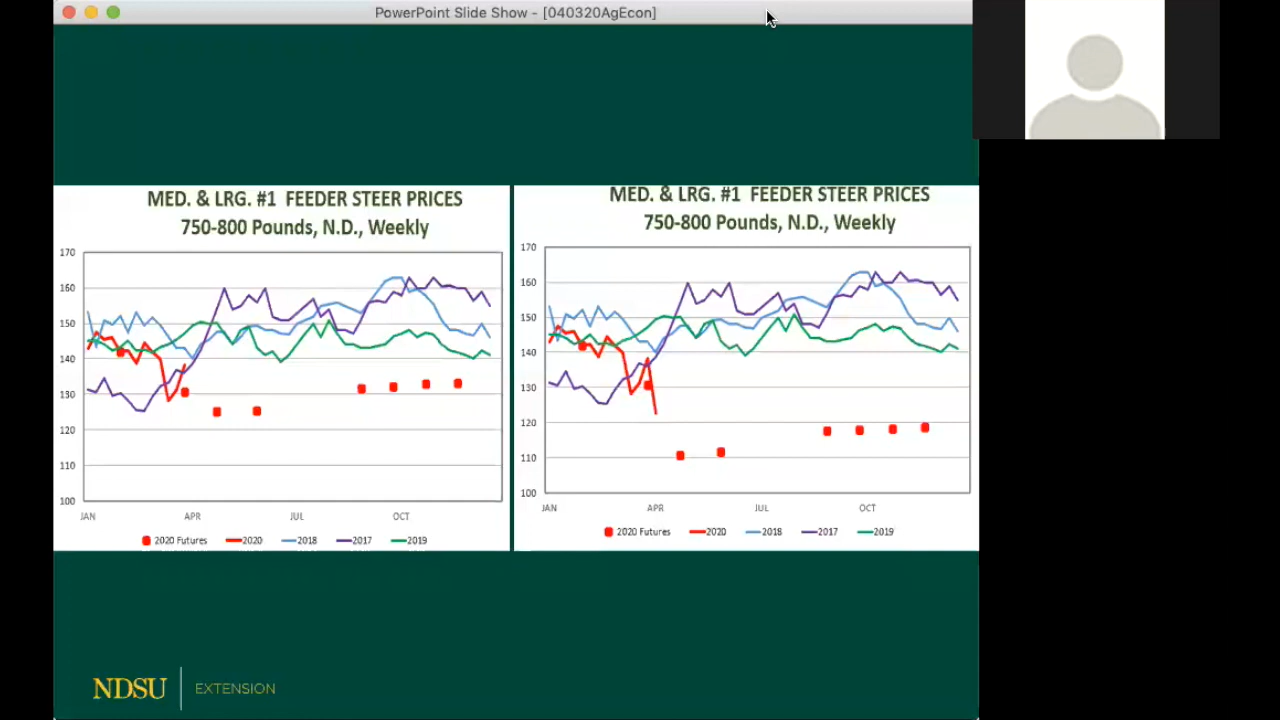 PowerPoint Slide Show - [040320AgEcon]
MED. & LRG. #1 FEEDER STEER PRICES
750-800 Pounds, N.D., Weekly
170
160
150
140
130
120
110
100
JAN APR JUL OCT
2020 Futures 2020 2018 2017 2019
MED. & LRG. #1 FEEDER STEER PRICES
750-800 Pounds, N.D., Weekly
170
160
150
140
130
120
110
100
JAN APR JUL OCT
2020 Futures 2020 2018 2017 2019
NDSU EXTENSION